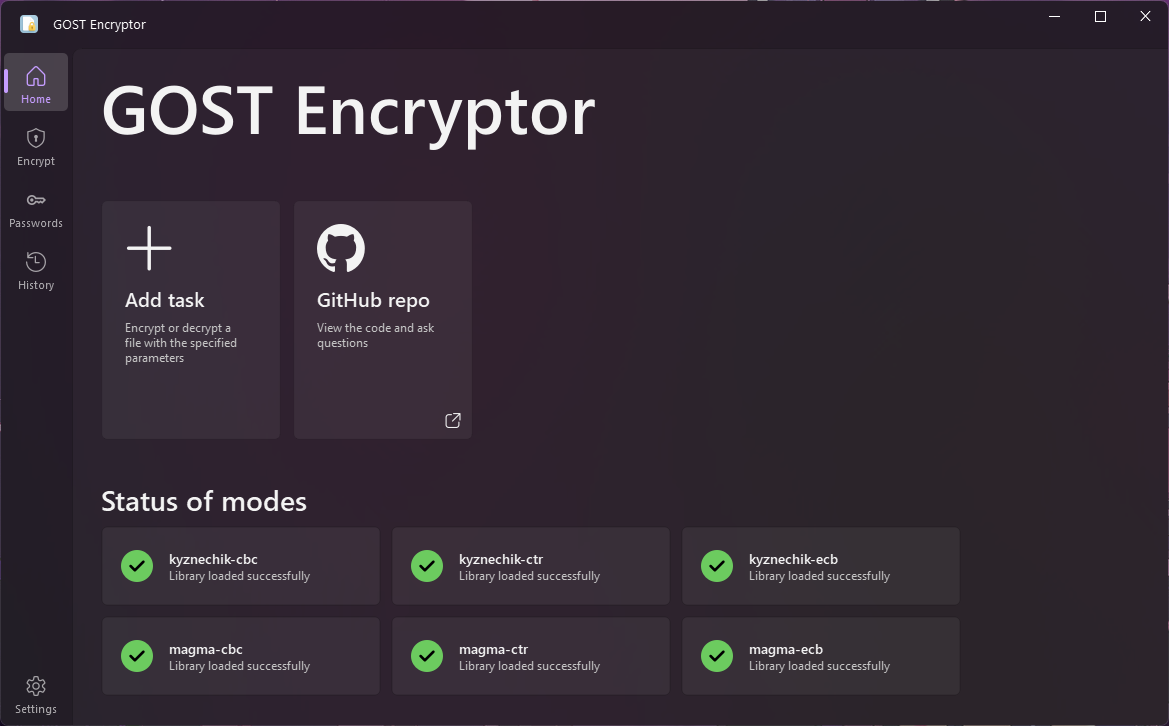 GOST Encryptor
Home
Encrypt
Passwords
History
Settings
GOST Encryptor
Add task
Encrypt or decrypt a
file with the specified
parameters
GitHub repo
View the code and ask
questions
Status of modes
kyznechik-cbc
Library loaded successfully
kyznechik-ctr
Library loaded successfully
kyznechik-ecb
Library loaded successfully
magma-cbc
Library loaded successfully
magma-ctr
Library loaded successfully
magma-ecb
Library loaded successfully